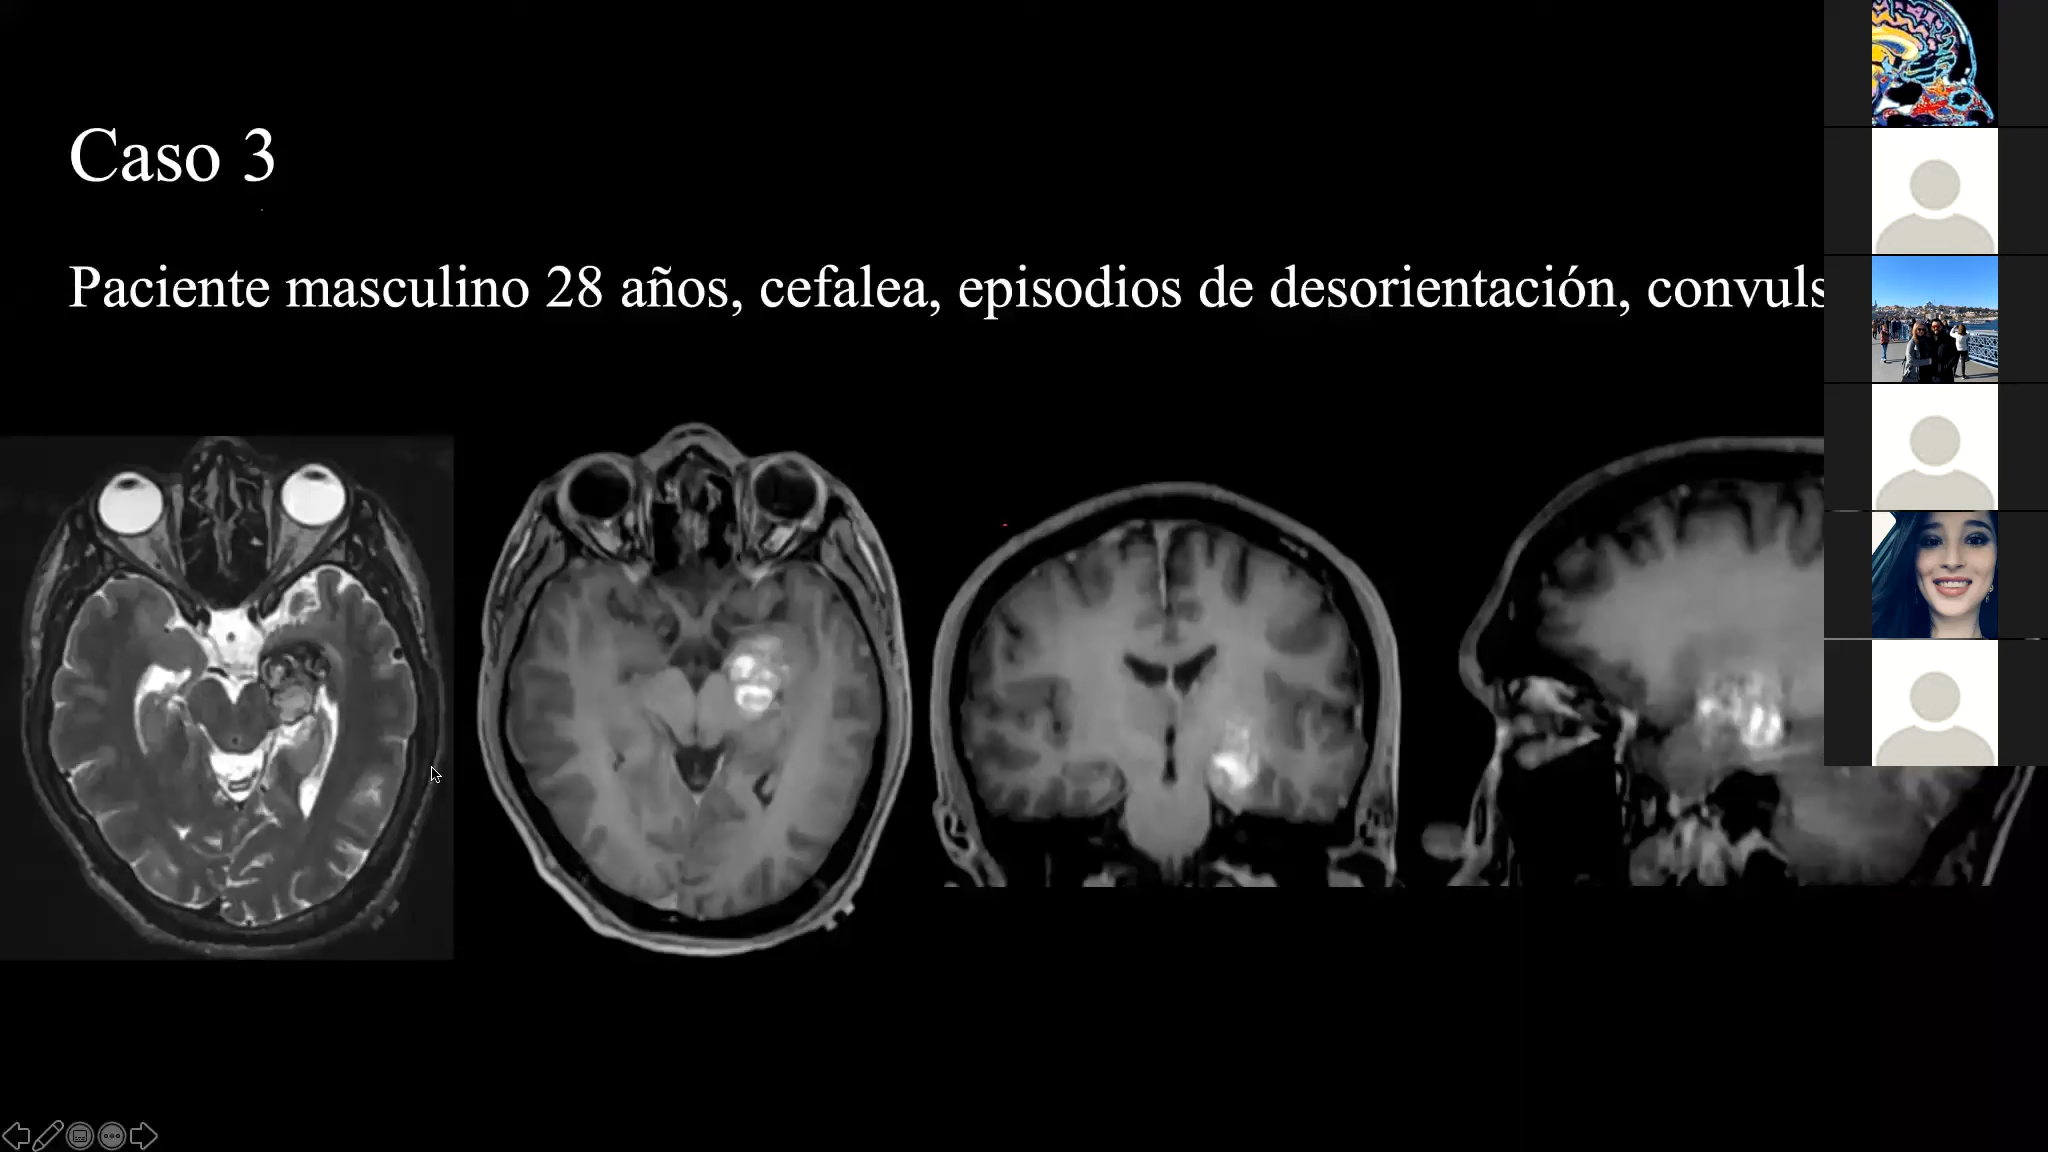 Caso 3
Paciente masculino 28 años, cefalea, episodios de desorientación, convuls